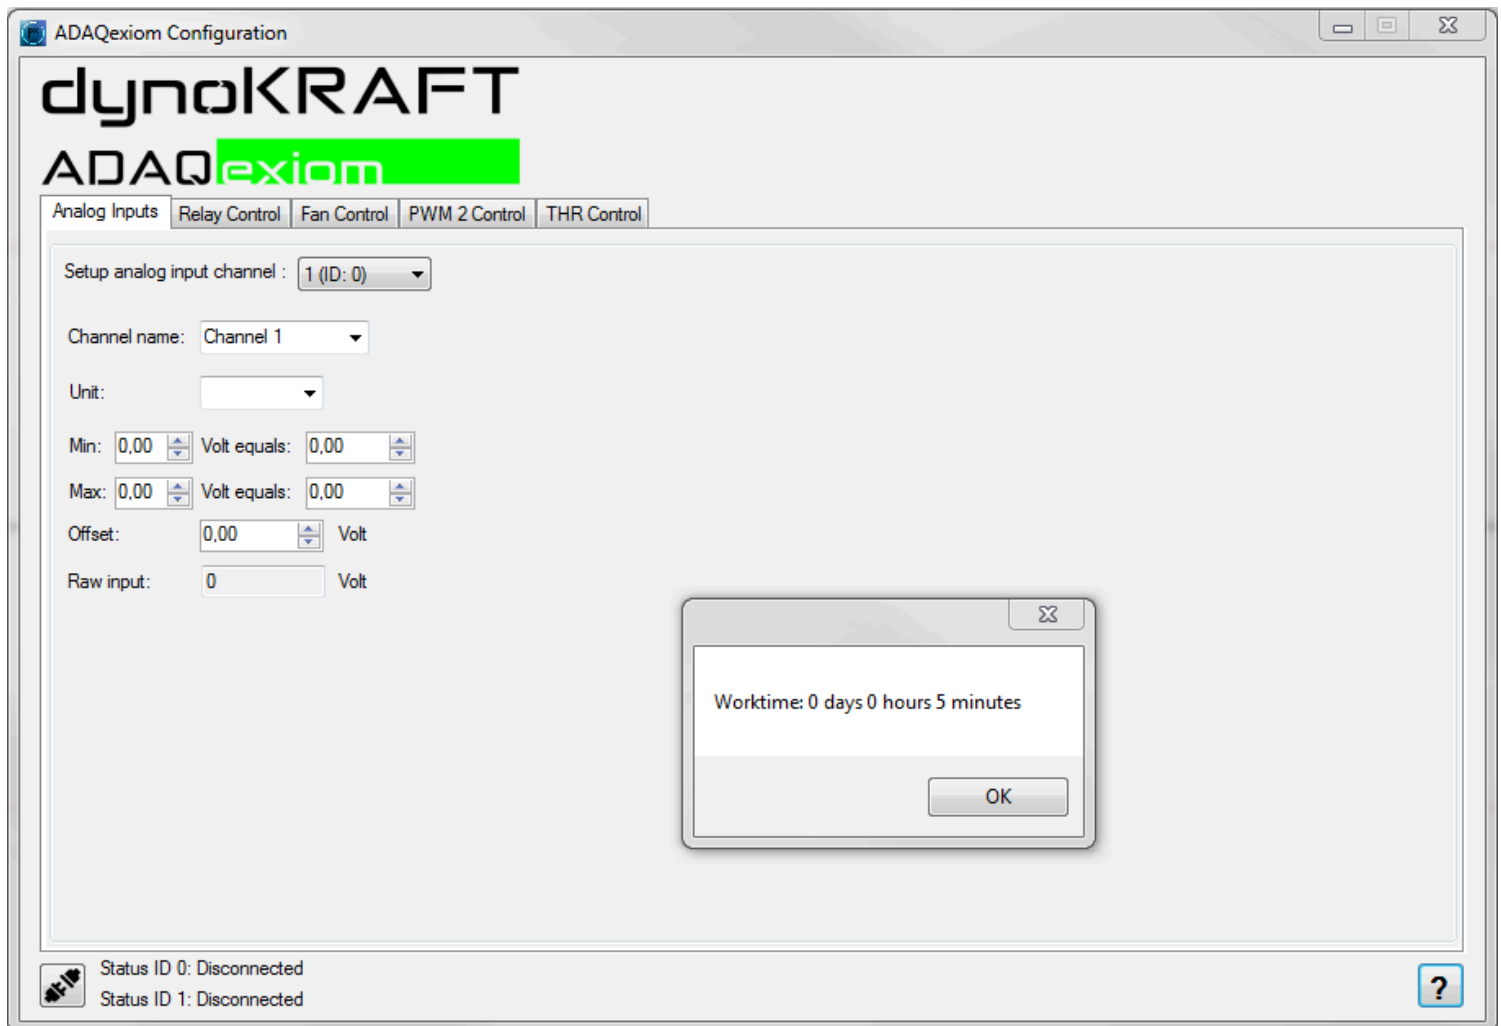 ADAQexiom Configuration
dynoKRAFT
ADAQexiom
Analog Inputs Relay Control Fan Control PWM 2 Control THR Control
Setup analog input channel : 1 (ID: 0)
Channel name: Channel 1
Unit:
Min: 0,00 Volt equals: 0,00
Max: 0,00 Volt equals: 0,00
Offset: 0,00 Volt
Raw input: 0 Volt
Worktime: 0 days 0 hours 5 minutes
OK
Status ID 0: Disconnected
Status ID 1: Disconnected
?